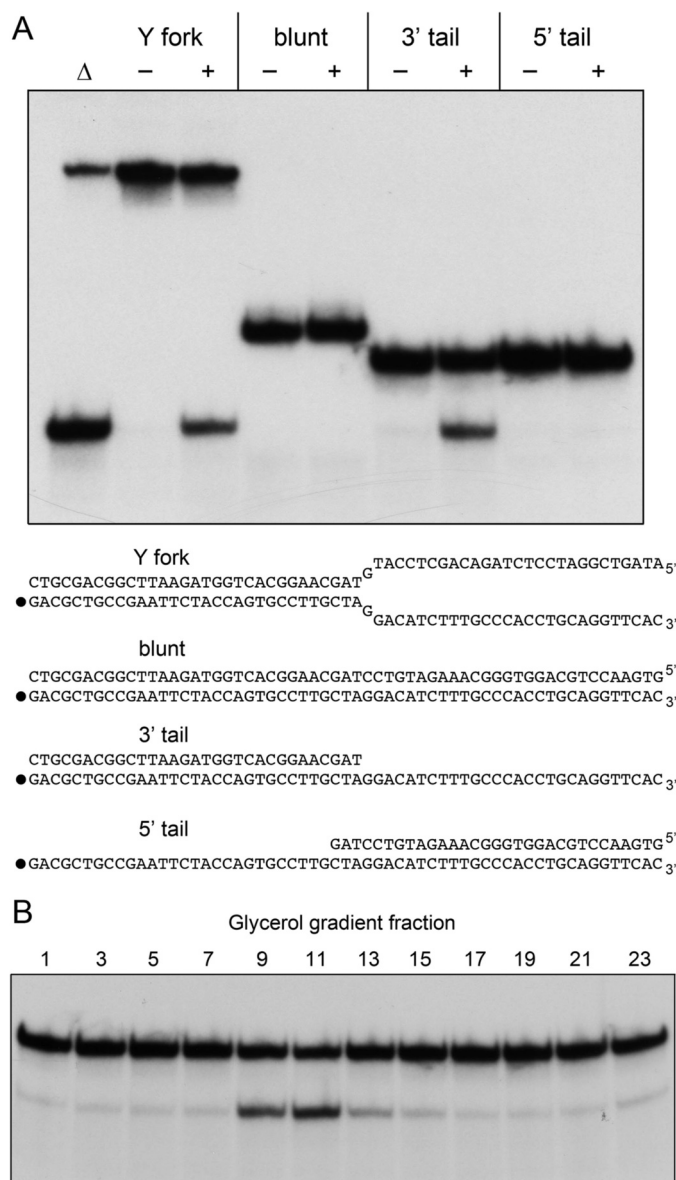 A
Y fork blunt 3' tail 5' tail
Δ − + − + − + − +
Y fork
TACCTCGACAGATCTCCTAGGCTGATA5'
CTGCGACGGCTTAAGATGGTCACGGAACGAT
G
●GACGCTGCCGAATTCTACCAGTGCCTTGCTA
G
GACATCTTTGCCCACCTGCAGGTTCAC3'
blunt
CTGCGACGGCTTAAGATGGTCACGGAACGATCCTGTAGAAACGGGTGGACGTCCAAGTG5'
●GACGCTGCCGAATTCTACCAGTGCCTTGCTAGGACATCTTTGCCCACCTGCAGGTTCAC3'
3' tail
CTGCGACGGCTTAAGATGGTCACGGAACGAT
●GACGCTGCCGAATTCTACCAGTGCCTTGCTAGGACATCTTTGCCCACCTGCAGGTTCAC3'
5' tail
GATCCTGTAGAAACGGGTGGACGTCCAAGTG5'
●GACGCTGCCGAATTCTACCAGTGCCTTGCTAGGACATCTTTGCCCACCTGCAGGTTCAC3'
B
Glycerol gradient fraction
1 3 5 7 9 11 13 15 17 19 21 23